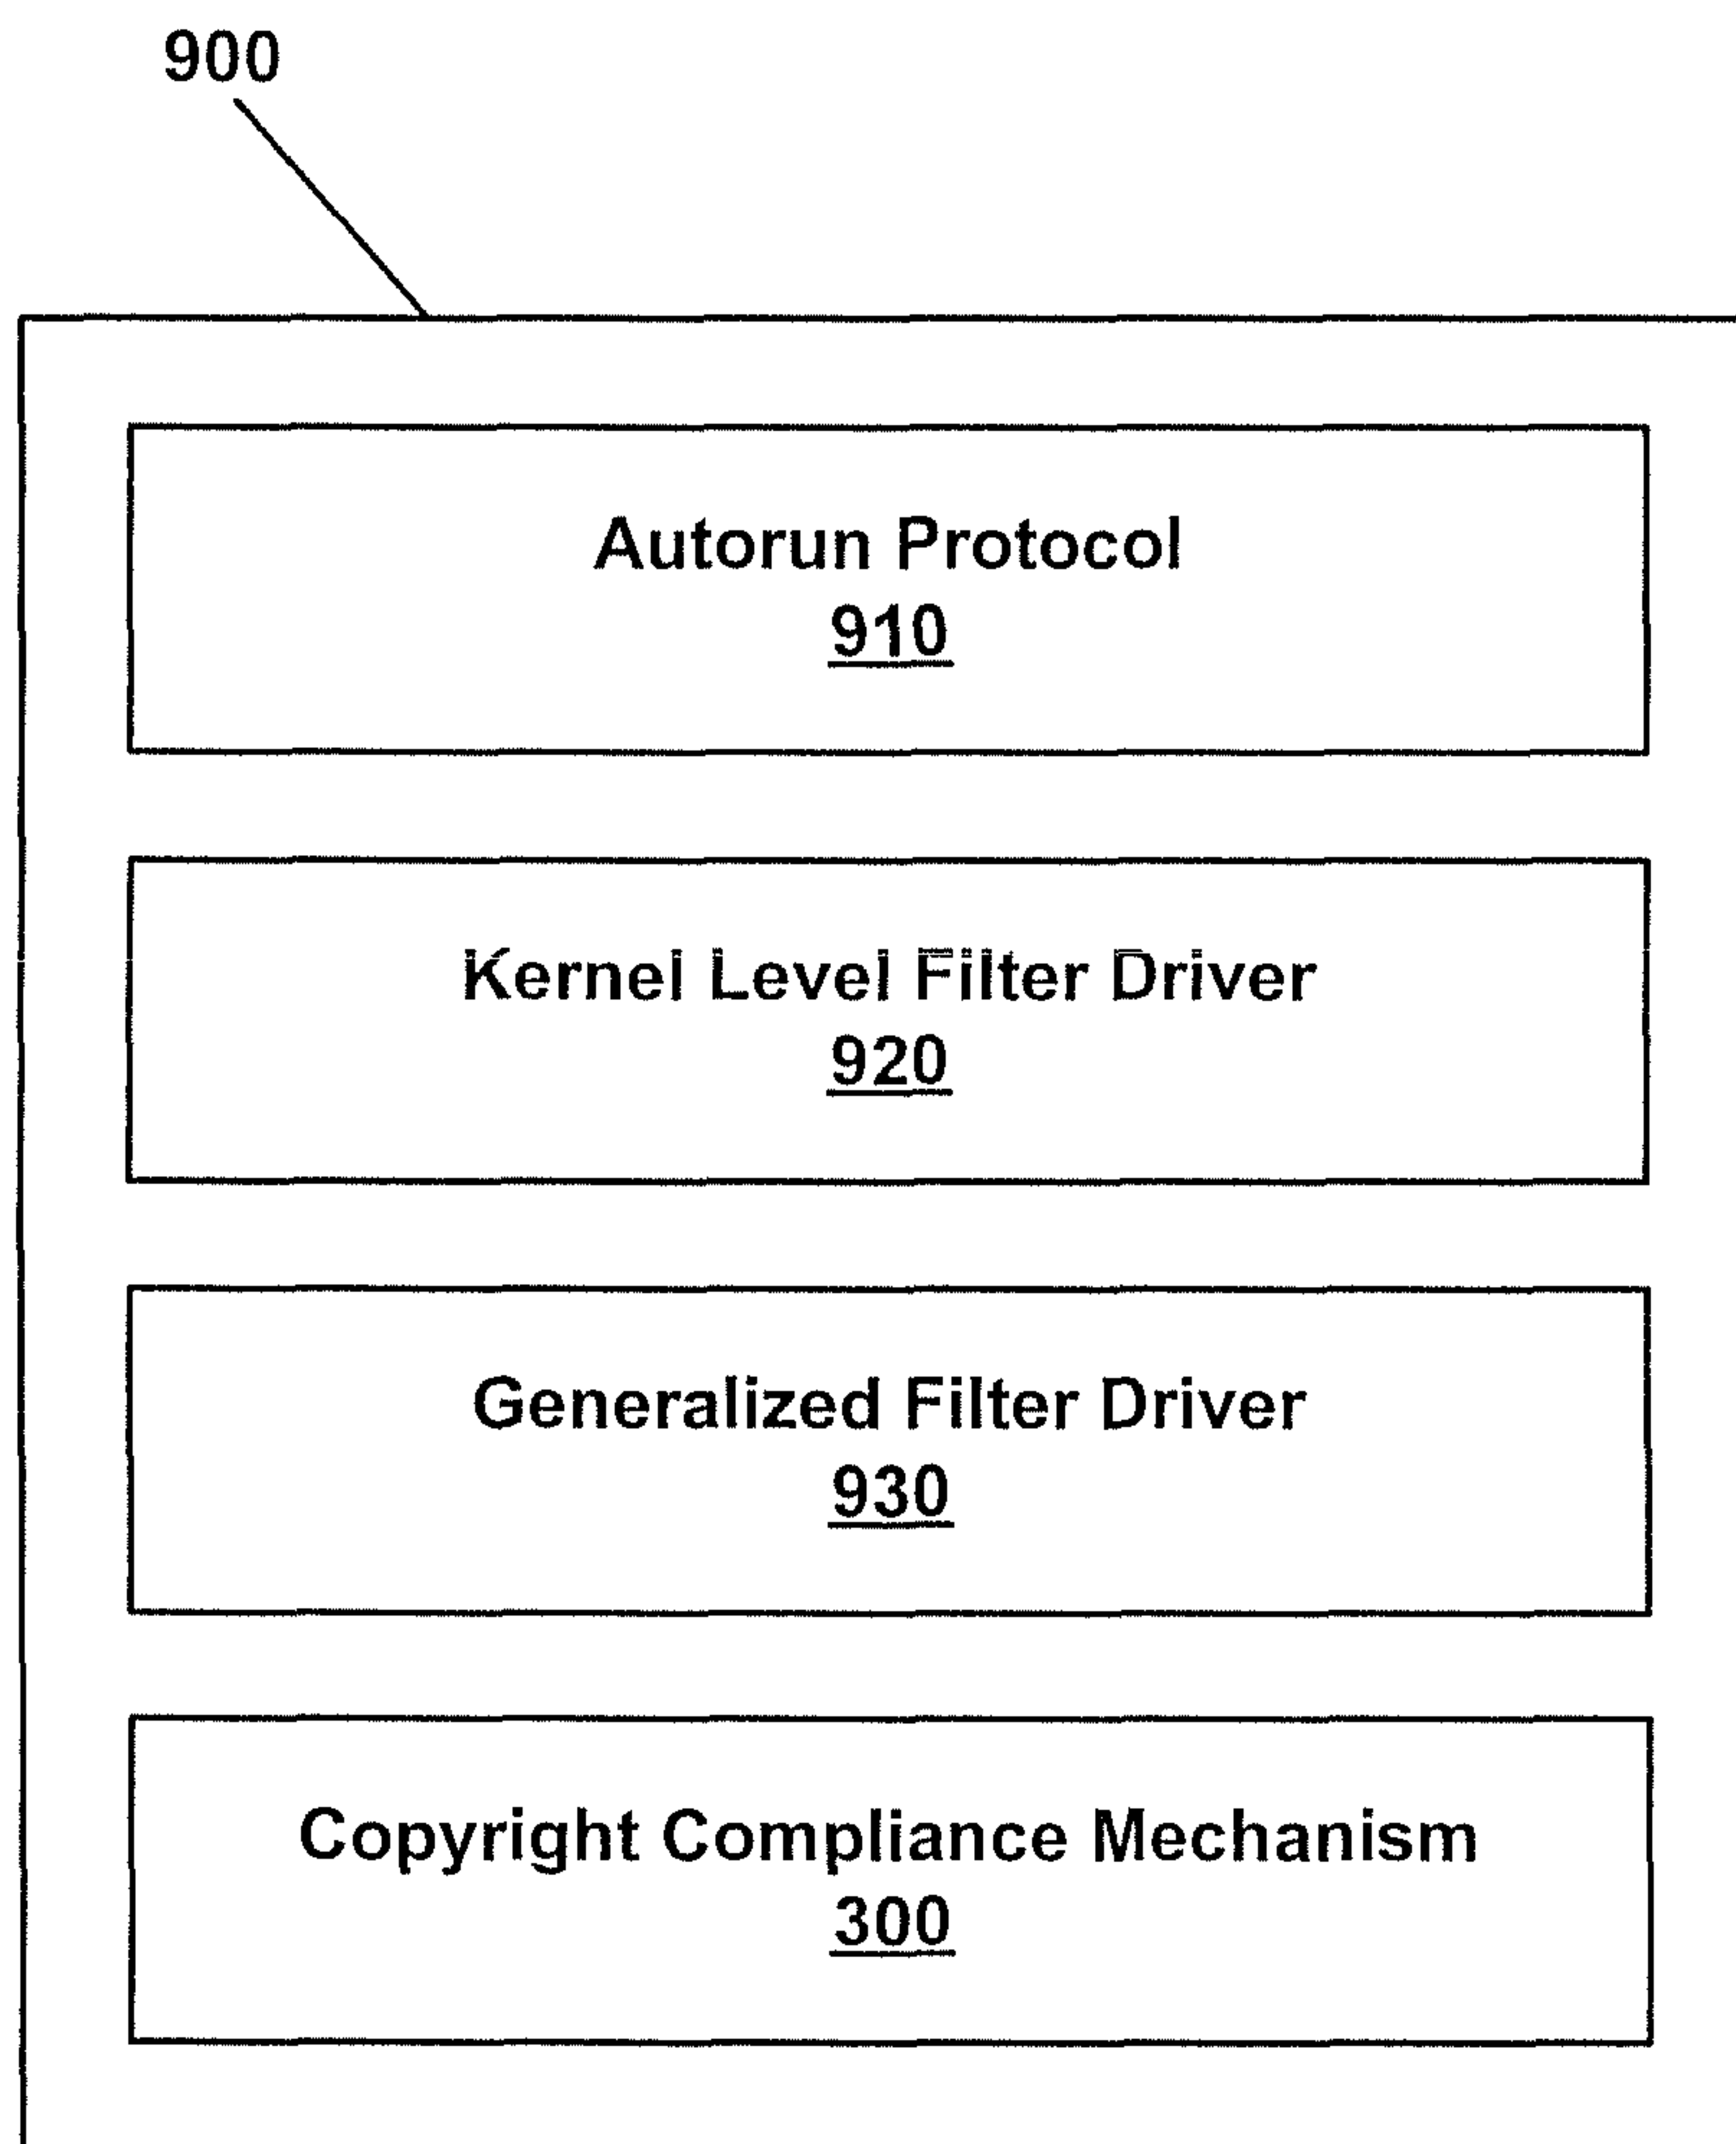 900
Autorun Protocol
910
Kernel Level Filter Driver
920
Generalized Filter Driver
930
Copyright Compliance Mechanism
300